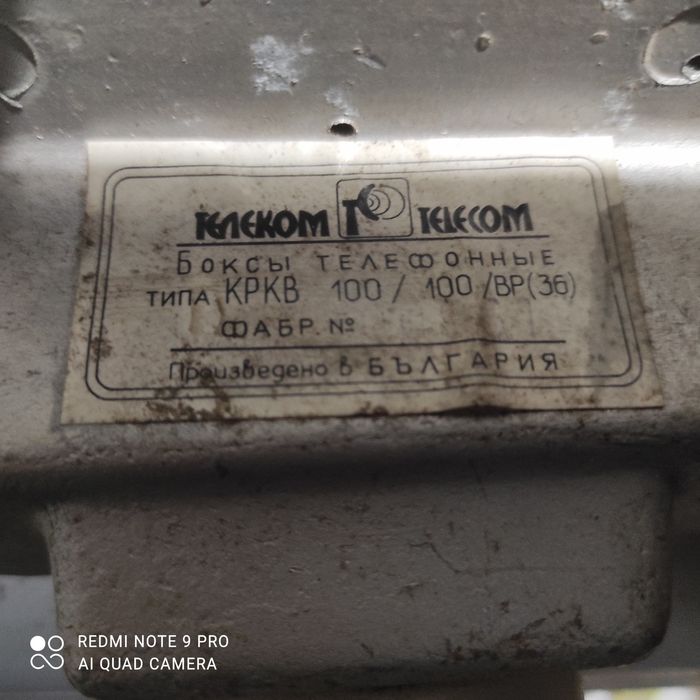 ТЕЛЕКОМ TC TELECOM
БОКСЫ ТЕЛЕФОННЫЕ
ТИПА КРКВ 100/ 100/ВР(36)
ФАБР. №
Произведено в БЪЛГАРИЯ
REDMI NOTE 9 PRO
AI QUAD CAMERA